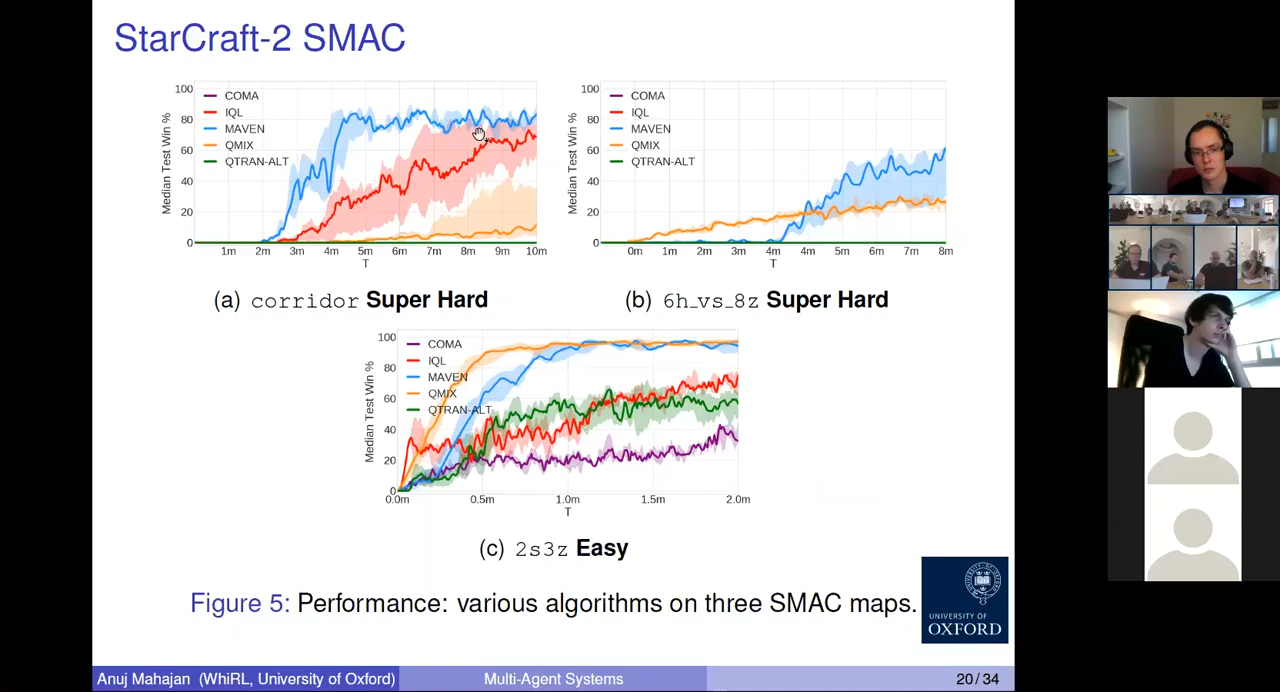 StarCraft-2 SMAC
100
80
60
40
20
0
Median Test Win %
COMA
IQL
MAVEN
QMIX
QTRAN-ALT
1m 2m 3m 4m 5m 6m 7m 8m 9m 10m
T
(a) corridor Super Hard
100
80
60
40
20
0
Median Test Win %
COMA
IQL
MAVEN
QMIX
QTRAN-ALT
0m 1m 2m 3m 4m 5m 6m 7m 8m
T
(b) 6h_vs_8z Super Hard
100
80
60
40
20
0
Median Test Win %
COMA
IQL
MAVEN
QMIX
QTRAN-ALT
0.0m 0.5m 1.0m 1.5m 2.0m
T
(c) 2s3z Easy
Figure 5: Performance: various algorithms on three SMAC maps.
UNIVERSITY OF
OXFORD
Anuj Mahajan (WhiRL, University of Oxford) Multi-Agent Systems 20 / 34